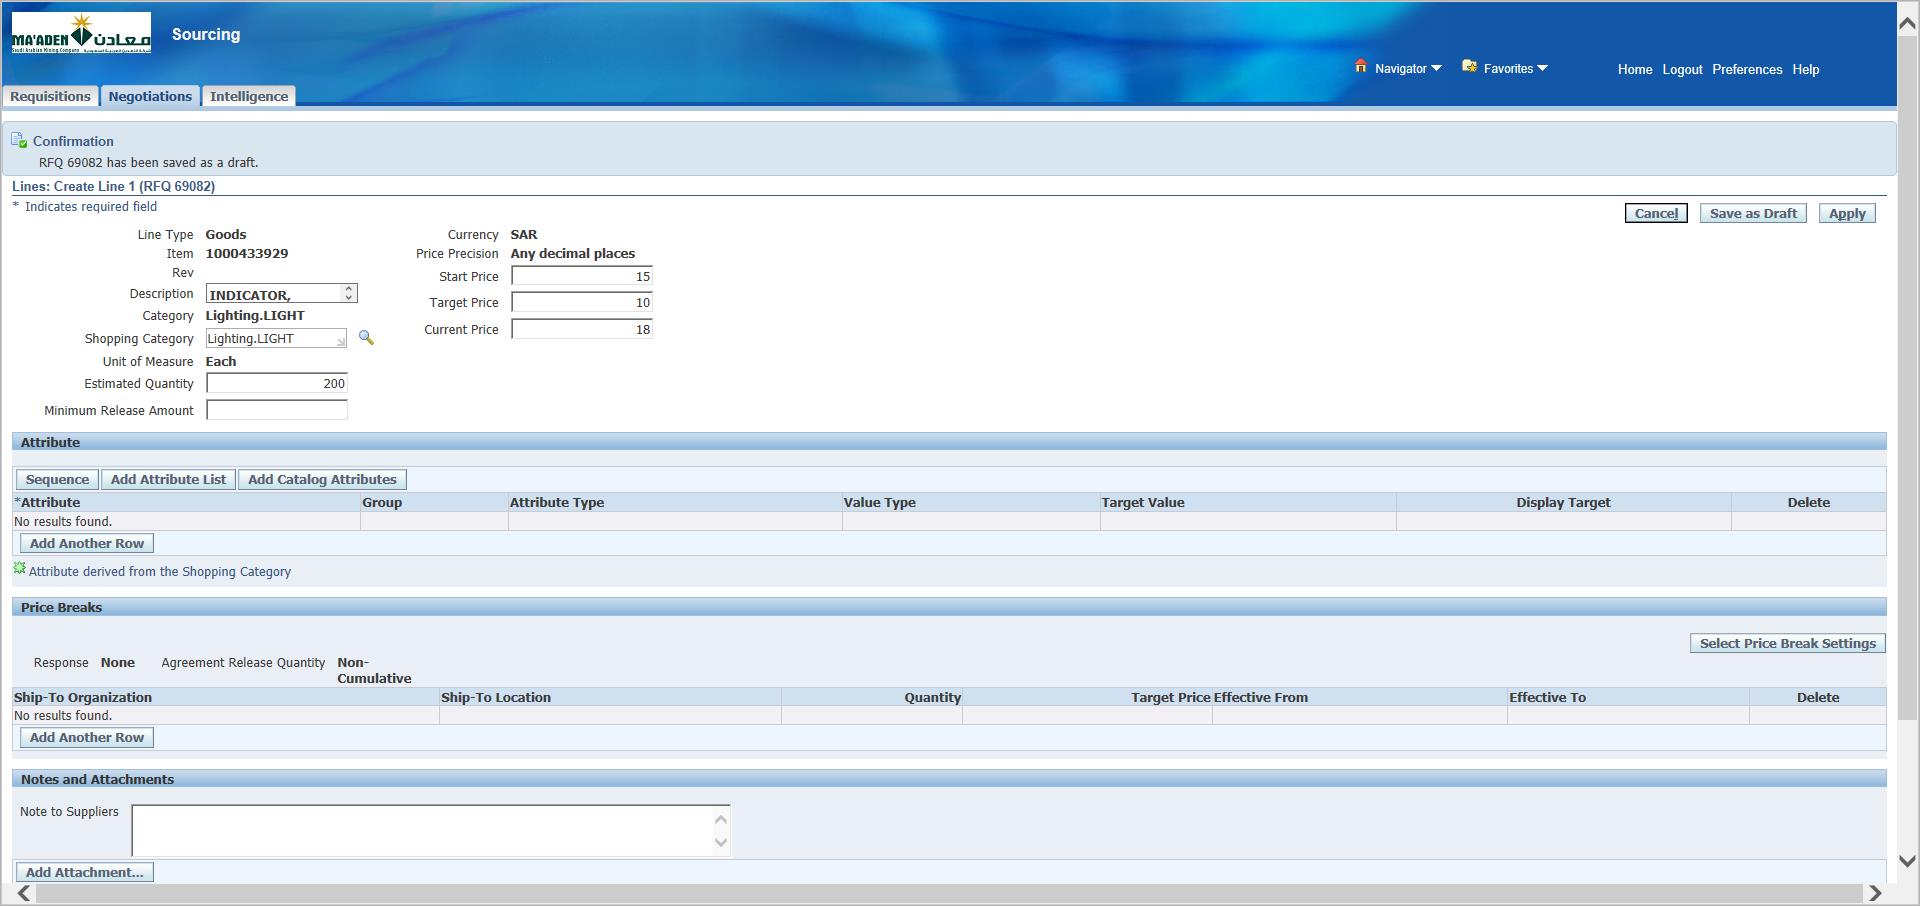 MA'ADEN معادن
Saudi Arabian Mining Company
Sourcing
Navigator Favorites Home Logout Preferences Help
Requisitions Negotiations Intelligence
Confirmation
RFQ 69082 has been saved as a draft.
Lines: Create Line 1 (RFQ 69082)
* Indicates required field
Cancel Save as Draft Apply
Line Type Goods
Item 1000433929
Rev
Description INDICATOR,
Category Lighting.LIGHT
Shopping Category Lighting.LIGHT
Unit of Measure Each
Estimated Quantity 200
Minimum Release Amount
Currency SAR
Price Precision Any decimal places
Start Price 15
Target Price 10
Current Price 18
Attribute
Sequence Add Attribute List Add Catalog Attributes
*Attribute Group Attribute Type Value Type Target Value Display Target Delete
No results found.
Add Another Row
Attribute derived from the Shopping Category
Price Breaks
Select Price Break Settings
Response None Agreement Release Quantity Non-
Cumulative
Ship-To Organization Ship-To Location Quantity Target Price Effective From Effective To Delete
No results found.
Add Another Row
Notes and Attachments
Note to Suppliers
Add Attachment...